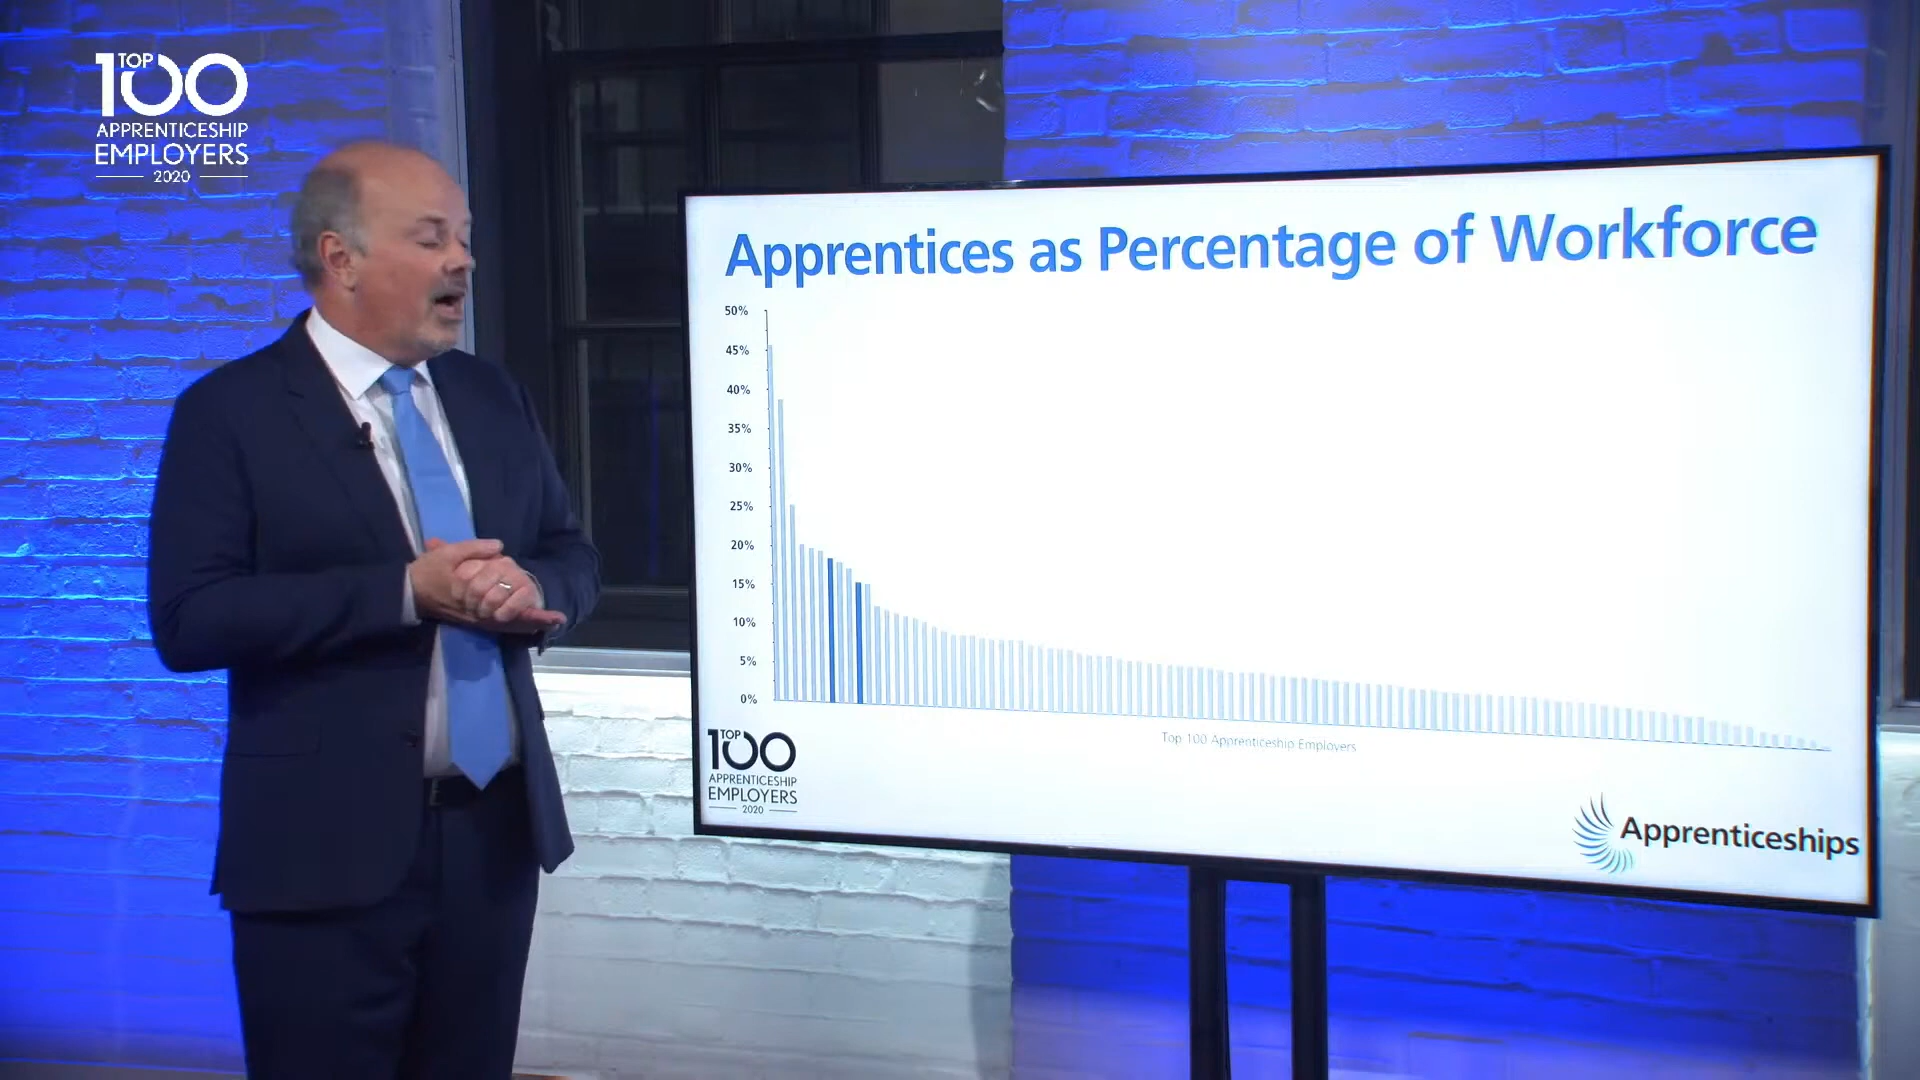 TOP
100
APPRENTICESHIP
EMPLOYERS
2020
Apprentices as Percentage of Workforce
50%
45%
40%
35%
30%
25%
20%
15%
10%
5%
0%
Top 100 Apprenticeship Employers
TOP
100
APPRENTICESHIP
EMPLOYERS
2020
Apprenticeships